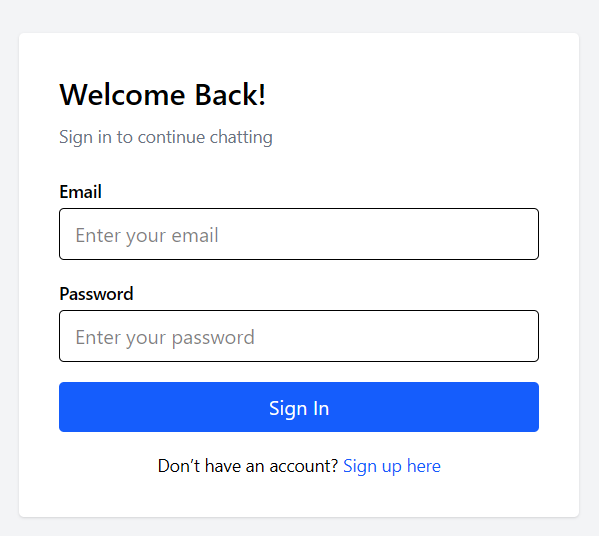 Welcome Back!
Sign in to continue chatting
Email
Enter your email
Password
Enter your password
Sign In
Don’t have an account? Sign up here